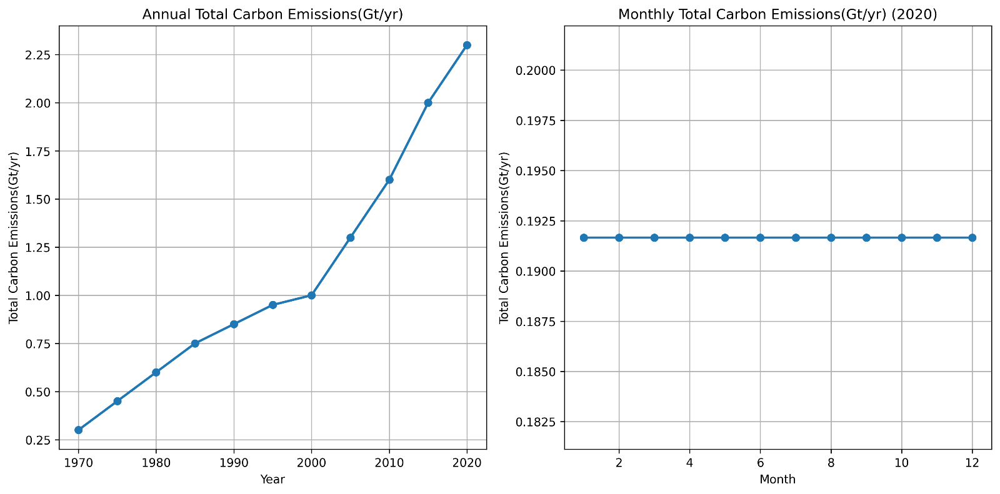 Annual Total Carbon Emissions(Gt/yr)
Total Carbon Emissions(Gt/yr)
2.25
2.00
1.75
1.50
1.25
1.00
0.75
0.50
0.25
1970 1980 1990 2000 2010 2020
Year
Monthly Total Carbon Emissions(Gt/yr) (2020)
Total Carbon Emissions(Gt/yr)
0.2000
0.1975
0.1950
0.1925
0.1900
0.1875
0.1850
0.1825
2 4 6 8 10 12
Month